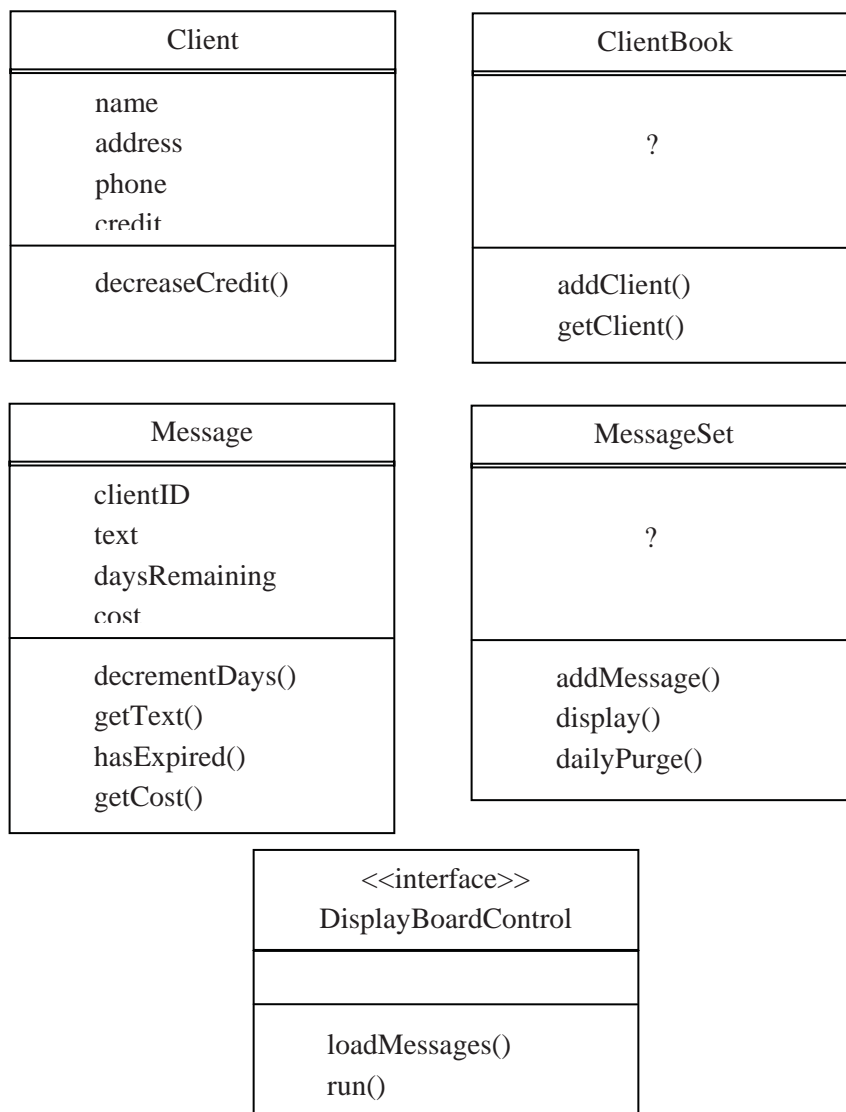 Client
name
address
phone
credit
decreaseCredit()
ClientBook
?
addClient()
getClient()
Message
clientID
text
daysRemaining
cost
decrementDays()
getText()
hasExpired()
getCost()
MessageSet
?
addMessage()
display()
dailyPurge()
<<interface>>
DisplayBoardControl
loadMessages()
run()